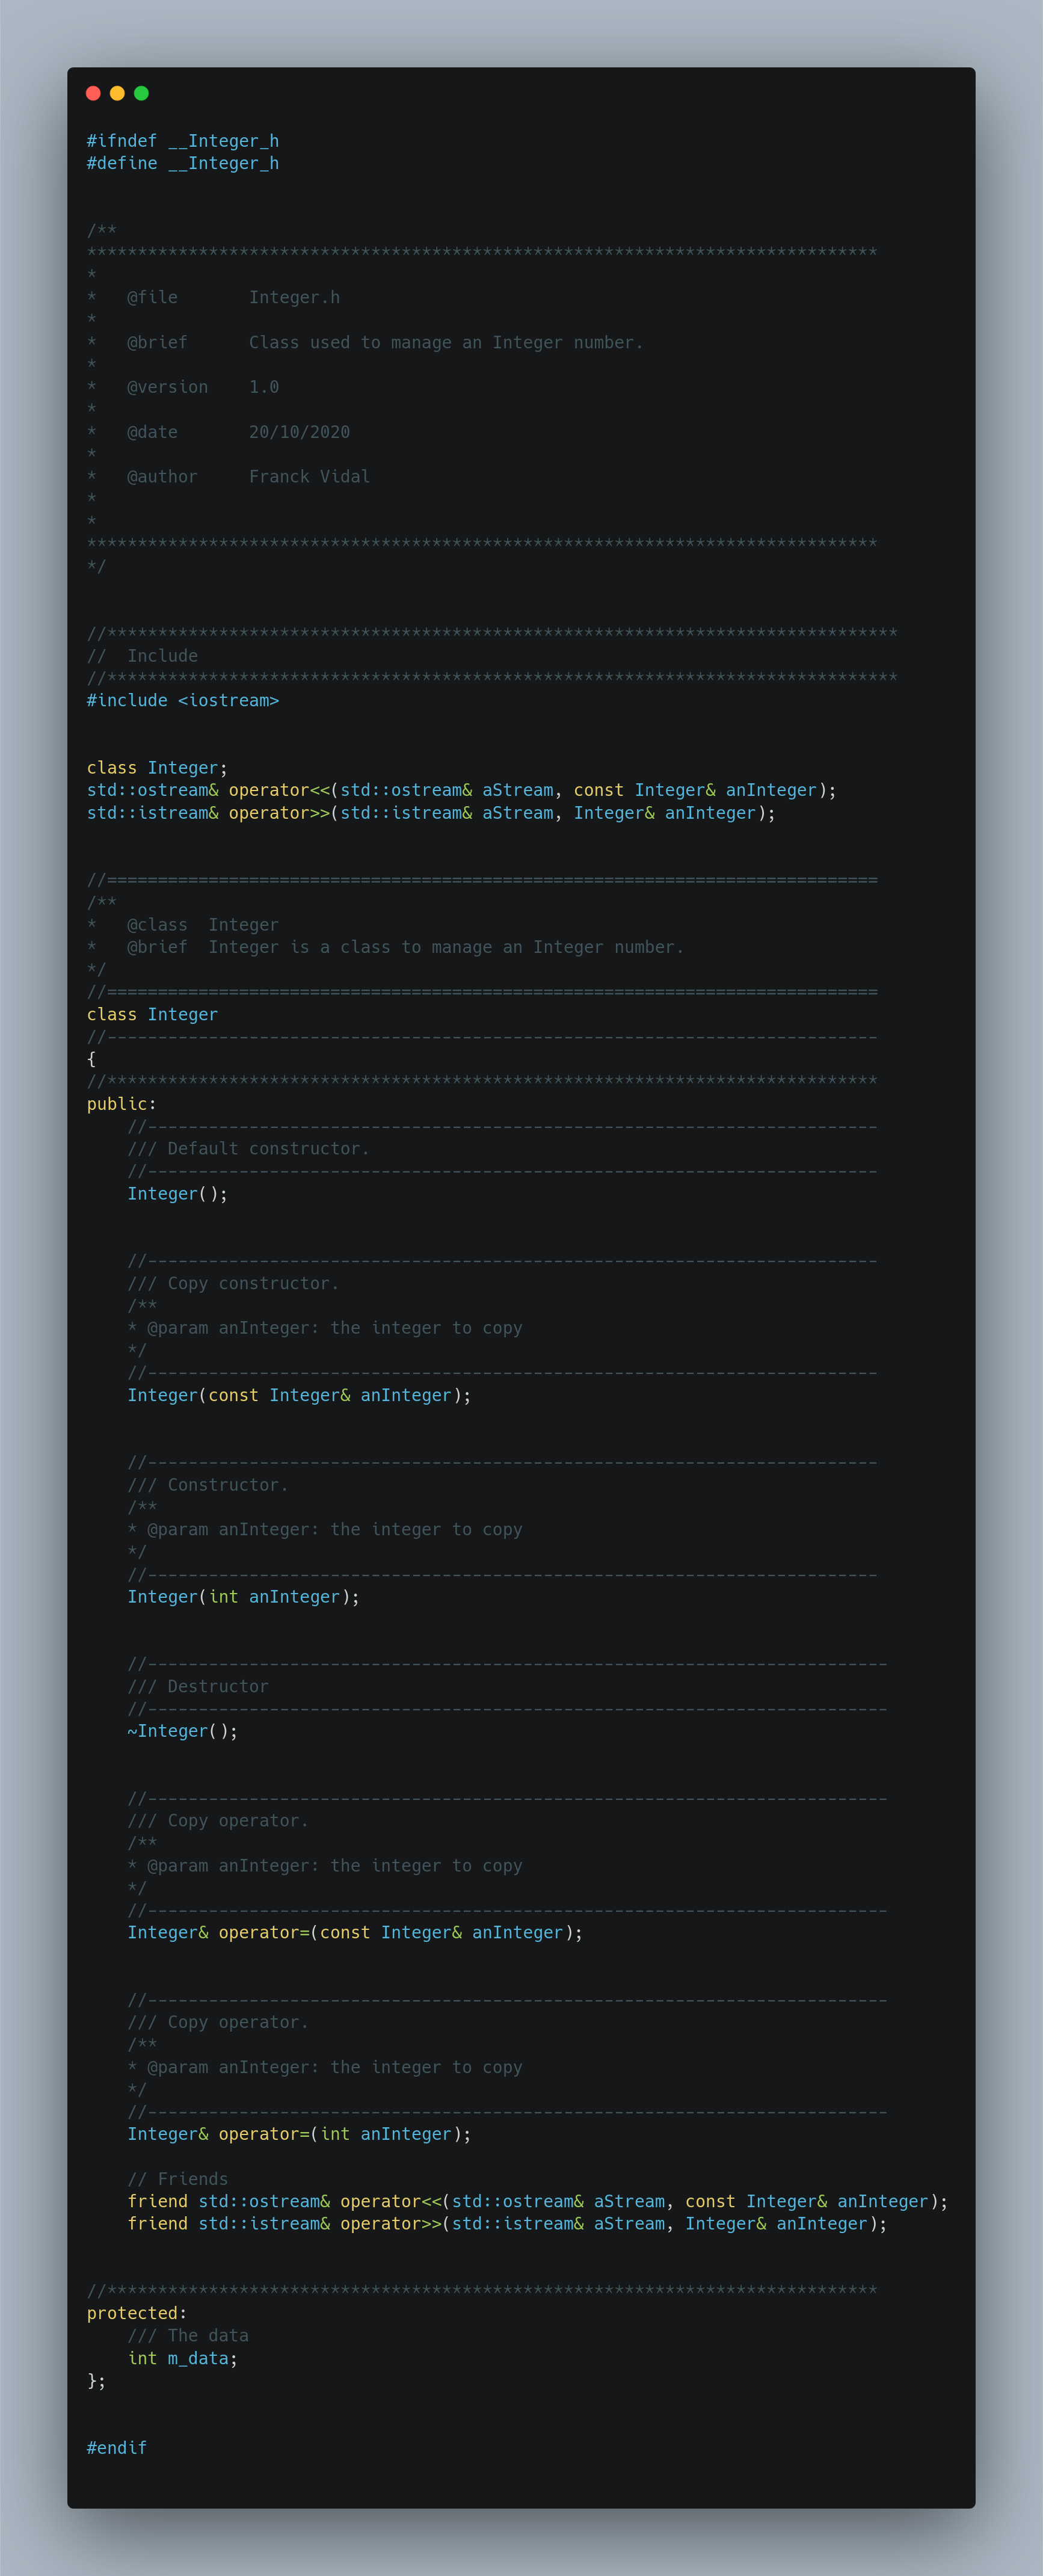 #ifndef __Integer_h
#define __Integer_h
/**
******************************************************************************
*
*   @file       Integer.h
*
*   @brief      Class used to manage an Integer number.
*
*   @version    1.0
*
*   @date       20/10/2020
*
*   @author     Franck Vidal
*
*
******************************************************************************
*/
//******************************************************************************
//  Include
//******************************************************************************
#include <iostream>
class Integer;
std::ostream& operator<<(std::ostream& aStream, const Integer& anInteger);
std::istream& operator>>(std::istream& aStream, Integer& anInteger);
//============================================================================
/**
*   @class  Integer
*   @brief  Integer is a class to manage an Integer number.
*/
//============================================================================
class Integer
//----------------------------------------------------------------------------
{
//****************************************************************************
public:
    //------------------------------------------------------------------------
    /// Default constructor.
    //------------------------------------------------------------------------
    Integer();
    //------------------------------------------------------------------------
    /// Copy constructor.
    /**
    * @param anInteger: the integer to copy
    */
    //------------------------------------------------------------------------
    Integer(const Integer& anInteger);
    //------------------------------------------------------------------------
    /// Constructor.
    /**
    * @param anInteger: the integer to copy
    */
    //------------------------------------------------------------------------
    Integer(int anInteger);
    //-------------------------------------------------------------------------
    /// Destructor
    //-------------------------------------------------------------------------
    ~Integer();
    //-------------------------------------------------------------------------
    /// Copy operator.
    /**
    * @param anInteger: the integer to copy
    */
    //-------------------------------------------------------------------------
    Integer& operator=(const Integer& anInteger);
    //-------------------------------------------------------------------------
    /// Copy operator.
    /**
    * @param anInteger: the integer to copy
    */
    //-------------------------------------------------------------------------
    Integer& operator=(int anInteger);
    // Friends
    friend std::ostream& operator<<(std::ostream& aStream, const Integer& anInteger);
    friend std::istream& operator>>(std::istream& aStream, Integer& anInteger);
//****************************************************************************
protected:
    /// The data
    int m_data;
};
#endif